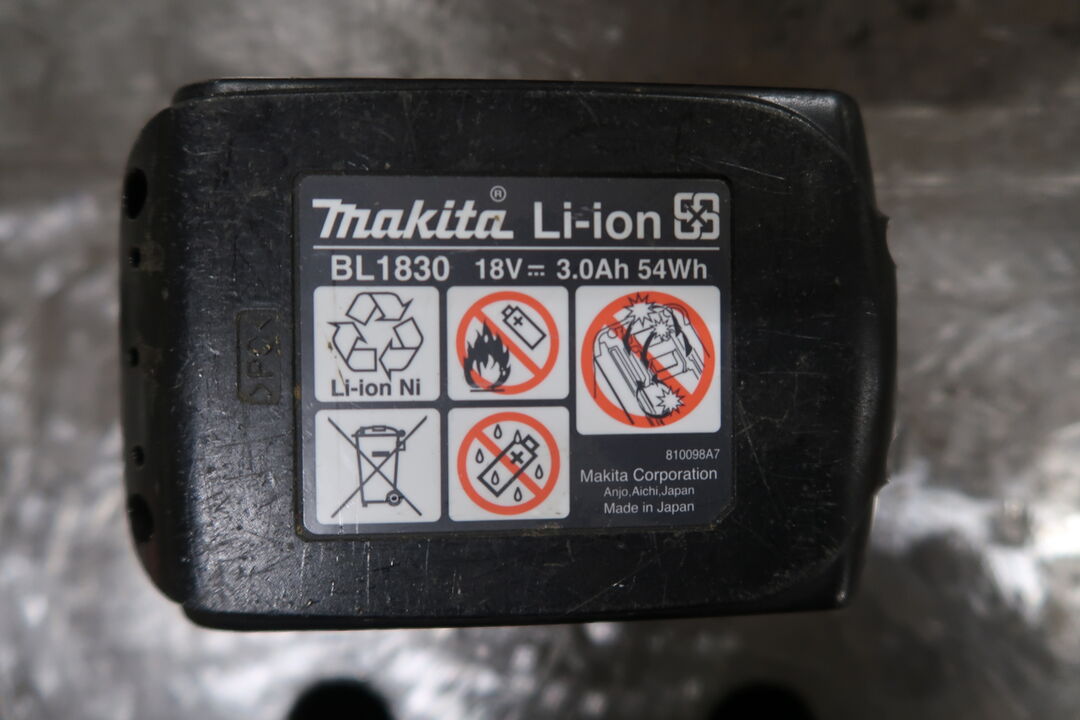 Makita® Li-ion
BL1830 18V⎓ 3.0Ah 54Wh
Li-ion Ni
810098A7
Makita Corporation
Anjo,Aichi,Japan
Made in Japan